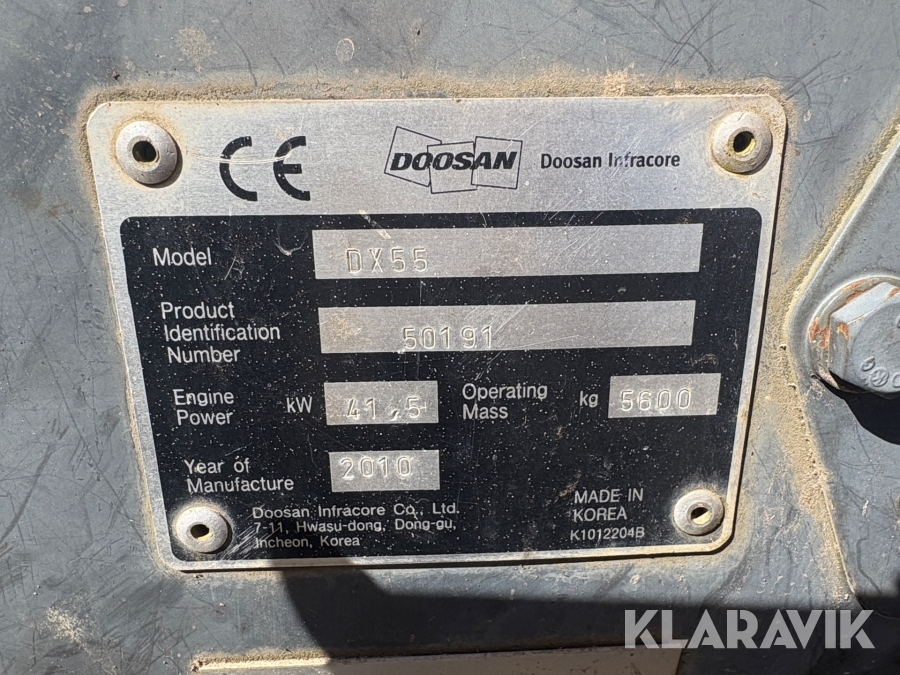 CE DOOSAN Doosan Infracore
Model DX55
Product
Identification
Number 50191
Engine
Power kW 41,5 Operating
Mass kg 5600
Year of
Manufacture 2010
Doosan Infracore Co., Ltd.
7-11, Hwasu-dong, Dong-gu,
Incheon, Korea
MADE IN
KOREA
K1012204B
KLARAVIK